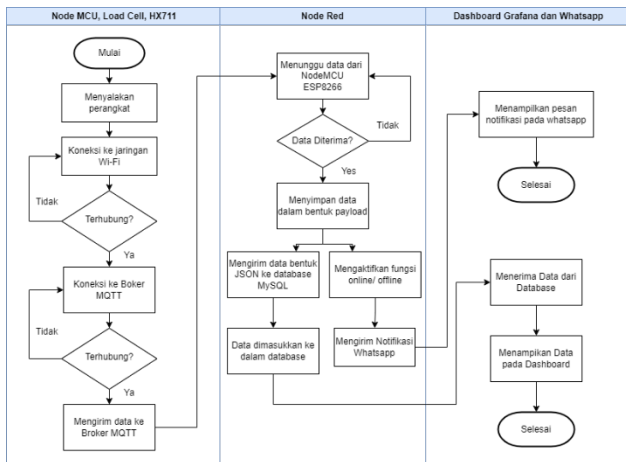 Node MCU, Load Cell, HX711
Mulai
Menyalakan
perangkat
Koneksi ke jaringan
Wi-Fi
Tidak
Terhubung?
Ya
Koneksi ke Boker
MQTT
Tidak
Terhubung?
Ya
Mengirim data ke
Broker MQTT
Node Red
Menunggu data dari
NodeMCU
ESP8266
Tidak
Data Diterima?
Yes
Menyimpan data
dalam bentuk payload
Mengirim data bentuk
JSON ke database
MySQL
Mengaktifkan fungsi
online/ offline
Data dimasukkan ke
dalam database
Mengirim Notifikasi
Whatsapp
Dashboard Grafana dan Whatsapp
Menampilkan pesan
notifikasi pada whatsapp
Selesai
Menerima Data dari
Database
Menampikan Data
pada Dashboard
Selesai